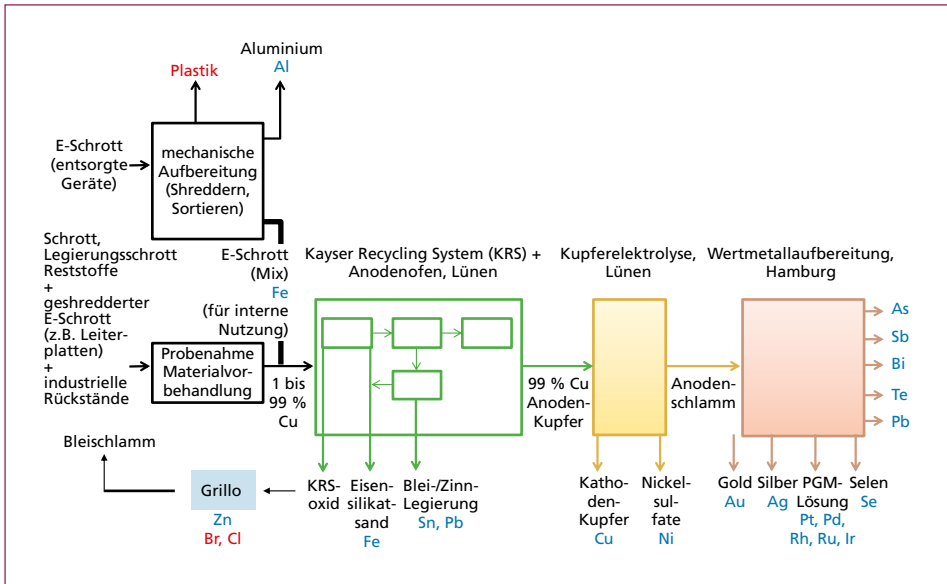 Aluminium
Al
Plastik
E-Schrott
(entsorgte
Geräte)
mechanische
Aufbereitung
(Shreddern,
Sortieren)
Schrott,
Legierungsschrott
Reststoffe
+
geshredderter
E-Schrott
(z.B. Leiter-
platten)
+
industrielle
Rückstände
E-Schrott
(Mix)
Fe
(für interne
Nutzung)
Probenahme
Materialvor-
behandlung
1 bis
99 %
Cu
Kayser Recycling System (KRS) +
Anodenofen, Lünen
99 % Cu
Anoden-
Kupfer
Kupferelektrolyse,
Lünen
Anoden-
schlamm
Wertmetallaufbereitung,
Hamburg
As
Sb
Bi
Te
Pb
Bleischlamm
Grillo
Zn
Br, Cl
KRS-
oxid
Eisen-
silikat-
sand
Fe
Blei-/Zinn-
Legierung
Sn, Pb
Katho-
den-
Kupfer
Cu
Nickel-
sul-
fate
Ni
Gold
Au
Silber
Ag
PGM-
Lösung
Pt, Pd,
Rh, Ru, Ir
Selen
Se